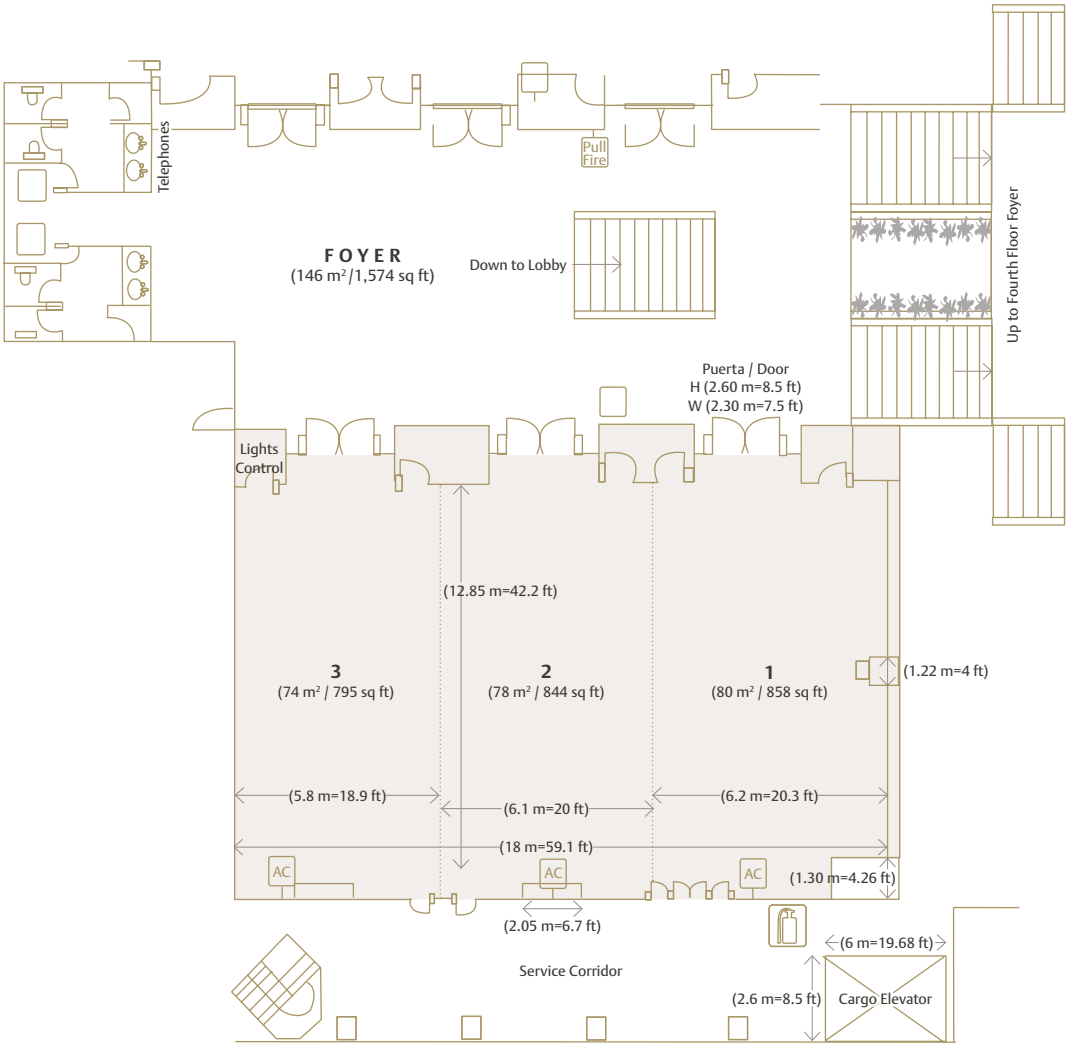 Telephones
Pull
Fire
FOYER
(146 m²/1,574 sq ft)
Down to Lobby
Up to Fourth Floor Foyer
Puerta / Door
H (2.60 m=8.5 ft)
W (2.30 m=7.5 ft)
Lights
Control
(12.85 m=42.2 ft)
3
(74 m² / 795 sq ft)
2
(78 m² / 844 sq ft)
1
(80 m² / 858 sq ft)
(1.22 m=4 ft)
(5.8 m=18.9 ft)
(6.1 m=20 ft)
(6.2 m=20.3 ft)
(18 m=59.1 ft)
AC
AC
AC
(1.30 m=4.26 ft)
(2.05 m=6.7 ft)
(6 m=19.68 ft)
Service Corridor
(2.6 m=8.5 ft)
Cargo Elevator